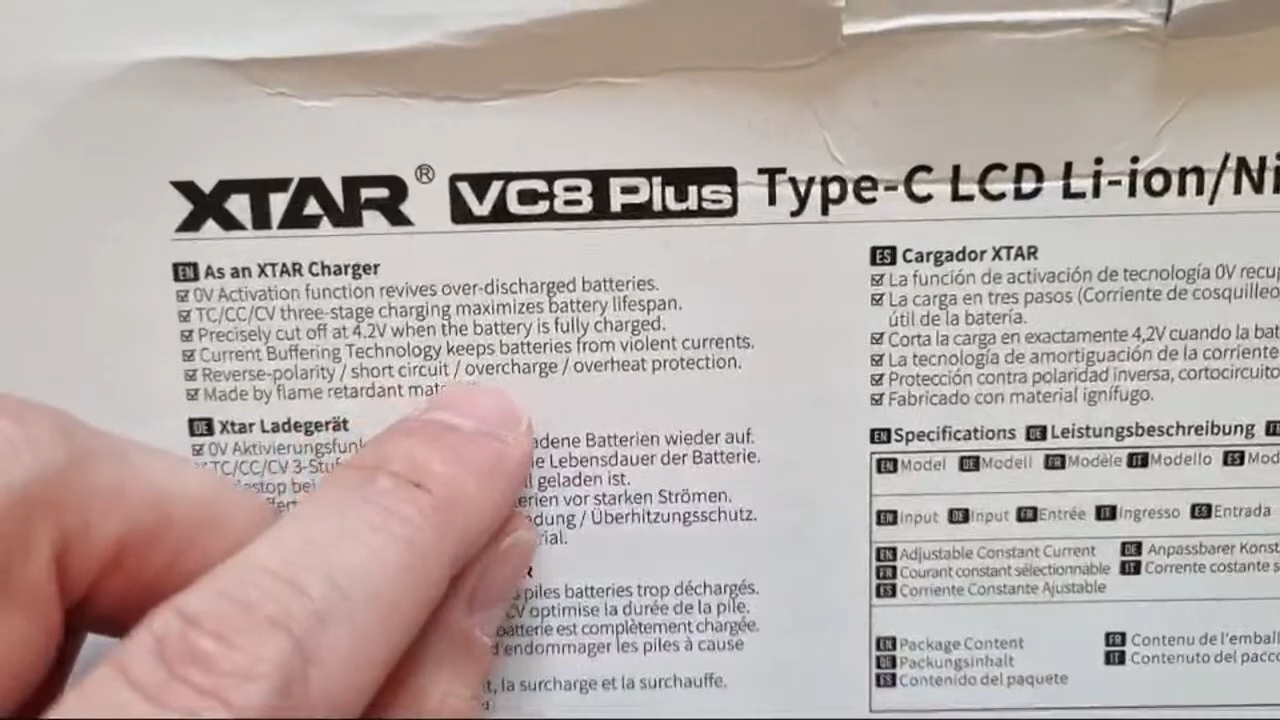 XTAR® VC8 Plus Type-C LCD Li-ion/Ni
EN As an XTAR Charger
☑ 0V Activation function revives over-discharged batteries.
☑ TC/CC/CV three-stage charging maximizes battery lifespan.
☑ Precisely cut off at 4.2V when the battery is fully charged.
☑ Current Buffering Technology keeps batteries from violent currents.
☑ Reverse-polarity / short circuit / overcharge / overheat protection.
☑ Made by flame retardant
DE Xtar Ladegerät
☑ 0V
adene Batterien wieder auf.
TC/CC/CV
Lebensdauer der Batterie.
geladen ist.
vor starken Strömen.
/ Überhitzungsschutz.
piles batteries trop déchargés.
optimise la durée de la pile.
batterie est complètement chargée.
d'endommager les piles à cause
la surcharge et la surchauffe.
ES Cargador XTAR
☑ La función de activación de tecnología 0V recu
☑ La carga en tres pasos (Corriente de cosquilleo
útil de la batería.
☑ Corta la carga en exactamente 4,2V cuando la bat
☑ La tecnología de amortiguación de la corriente
☑ Protección contra polaridad inversa, cortocircuito
☑ Fabricado con material ignífugo.
EN Specifications DE Leistungsbeschreibung IT
EN Model DE Modell FR Modèle IT Modello ES Mod
EN Input DE Input FR Entrée IT Ingresso ES Entrada
EN Adjustable Constant Current DE Anpassbarer Konst
FR Courant constant sélectionnable IT Corrente costante s
ES Corriente Constante Ajustable
EN Package Content FR Contenu de l'emball
DE Packungsinhalt IT Contenuto del pacc
ES Contenido del paquete